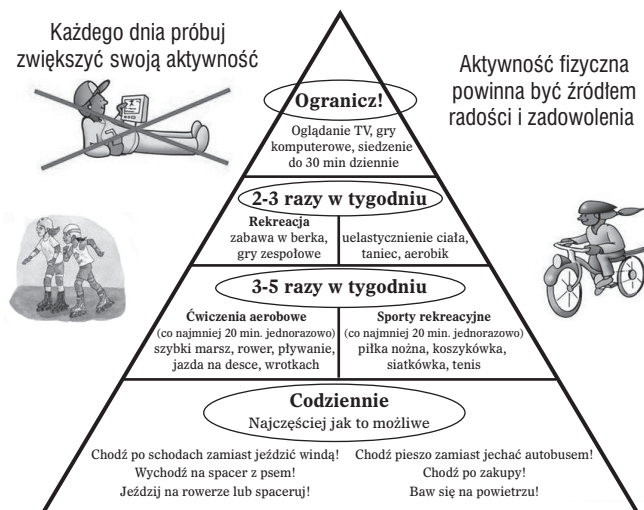 Każdego dnia próbuj
zwiększyć swoją aktywność
Aktywność fizyczna
powinna być źródłem
radości i zadowolenia
Ogranicz!
Oglądanie TV, gry
komputerowe, siedzenie
do 30 min dziennie
2-3 razy w tygodniu
Rekreacja
zabawa w berka,
gry zespołowe
uelastycznienie ciała,
taniec, aerobik
3-5 razy w tygodniu
Ćwiczenia aerobowe
(co najmniej 20 min. jednorazowo)
szybki marsz, rower, pływanie,
jazda na desce, wrotkach
Sporty rekreacyjne
(co najmniej 20 min. jednorazowo)
piłka nożna, koszykówka,
siatkówka, tenis
Codziennie
Najczęściej jak to możliwe
Chodź po schodach zamiast jeździć windą!
Wychodź na spacer z psem!
Jeździj na rowerze lub spaceruj!
Chodź pieszo zamiast jechać autobusem!
Chodź po zakupy!
Baw się na powietrzu!